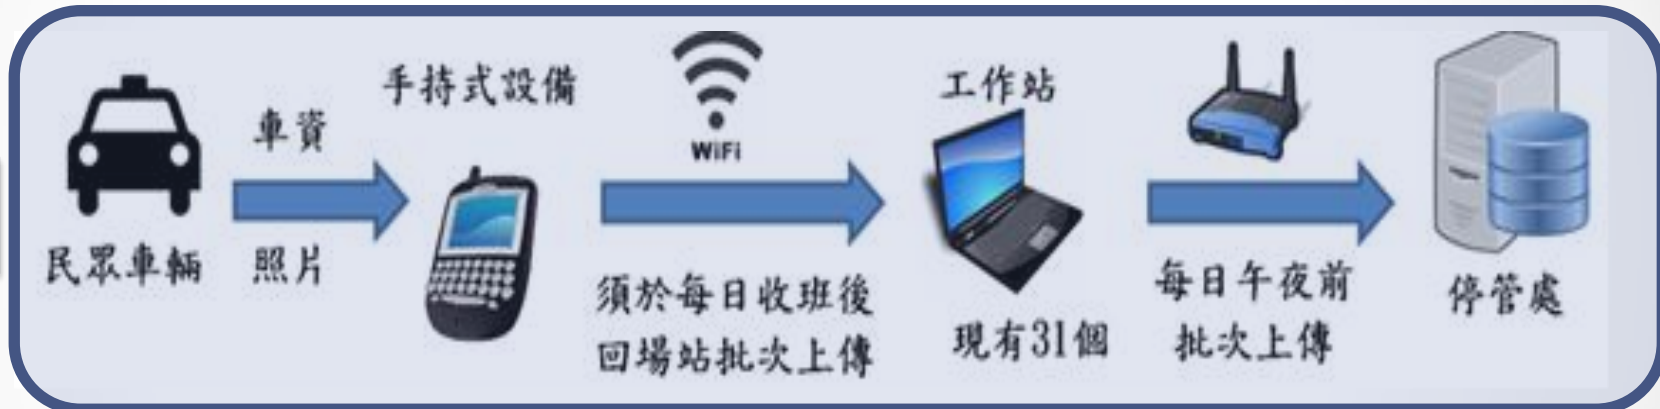 民眾車輛
車資
照片
手持式設備
WiFi
須於每日收班後
回場站批次上傳
工作站
現有31個
每日午夜前
批次上傳
停管處